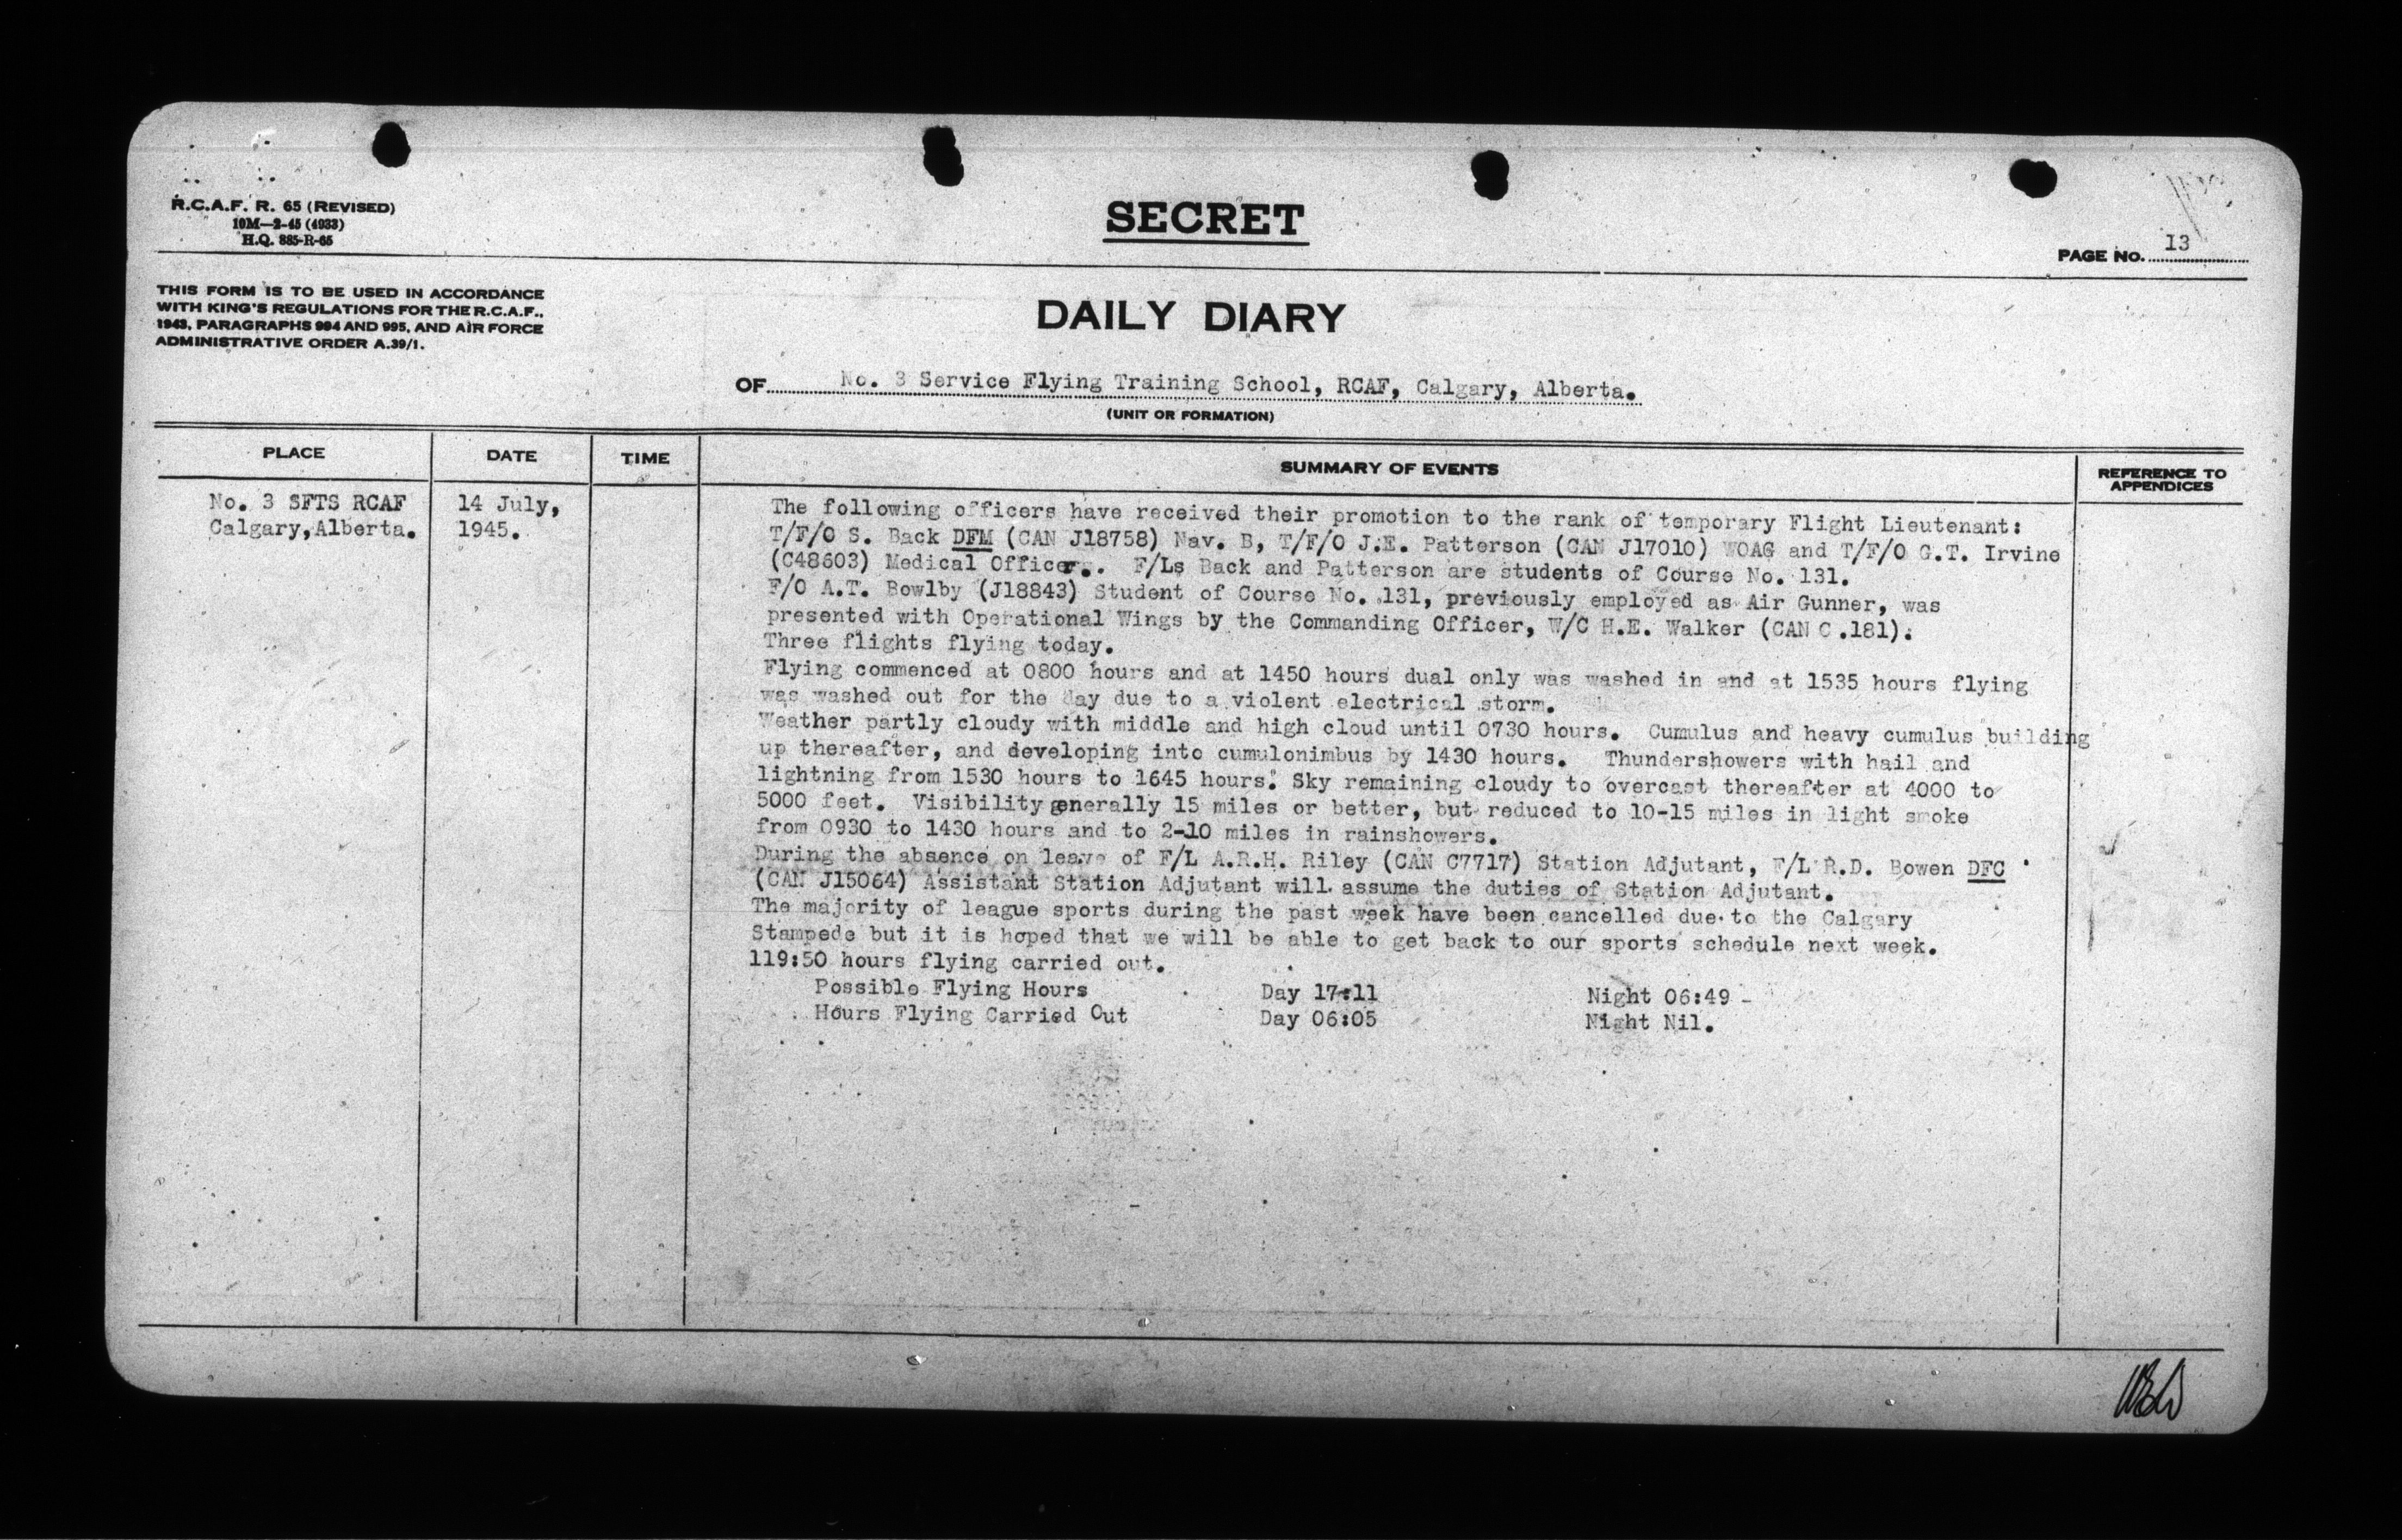 R.C.A.F. R. 65 (REVISED)
10M—2-45 (4933)
H.Q. 885-R-65
SECRET
PAGE NO. 13
THIS FORM IS TO BE USED IN ACCORDANCE
WITH KING'S REGULATIONS FOR THE R.C.A.F.,
1943, PARAGRAPHS 994 AND 995, AND AIR FORCE
ADMINISTRATIVE ORDER A.39/1.
DAILY DIARY
OF No. 3 Service Flying Training School, RCAF, Calgary, Alberta.
(UNIT OR FORMATION)
PLACE DATE TIME SUMMARY OF EVENTS REFERENCE TO APPENDICES
No. 3 SFTS RCAF
Calgary,Alberta.
14 July,
1945.
The following officers have received their promotion to the rank of temporary Flight Lieutenant:
T/F/O S. Back DFM (CAN J18758) Nav. B, T/F/O J.E. Patterson (CAN J17010) WOAG and T/F/O G.T. Irvine
(C48603) Medical Officer.. F/Ls Back and Patterson are students of Course No. 131.
F/O A.T. Bowlby (J18843) Student of Course No. 131, previously employed as Air Gunner, was
presented with Operational Wings by the Commanding Officer, W/C H.E. Walker (CAN C.181).
Three flights flying today.
Flying commenced at 0800 hours and at 1450 hours dual only was washed in and at 1535 hours flying
was washed out for the day due to a violent electrical storm.
Weather partly cloudy with middle and high cloud until 0730 hours. Cumulus and heavy cumulus building
up thereafter, and developing into cumulonimbus by 1430 hours. Thundershowers with hail and
lightning from 1530 hours to 1645 hours. Sky remaining cloudy to overcast thereafter at 4000 to
5000 feet. Visibility generally 15 miles or better, but reduced to 10-15 miles in light smoke
from 0930 to 1430 hours and to 2-10 miles in rainshowers.
During the absence on leave of F/L A.R.H. Riley (CAN C7717) Station Adjutant, F/L R.D. Bowen DFC
(CAN J15064) Assistant Station Adjutant will assume the duties of Station Adjutant.
The majority of league sports during the past week have been cancelled due to the Calgary
Stampede but it is hoped that we will be able to get back to our sports schedule next week.
119:50 hours flying carried out.
Possible Flying Hours Day 17:11 Night 06:49
Hours Flying Carried Out Day 06:05 Night Nil.